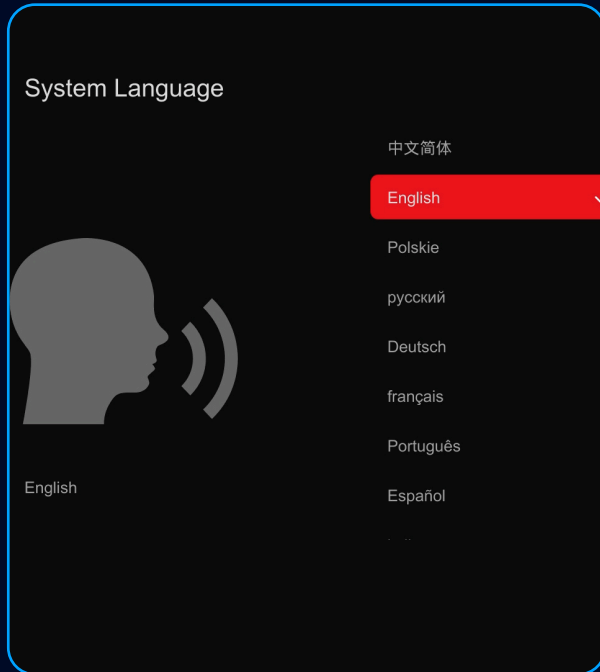 System Language
中文简体
English
Polskie
русский
Deutsch
français
Português
Español
English